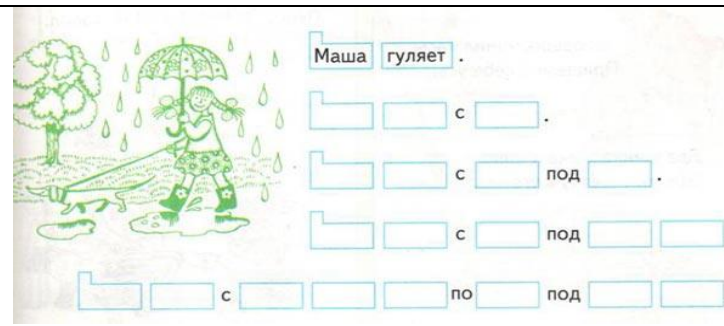 Маша гуляет .
с .
с под .
с под
с по под